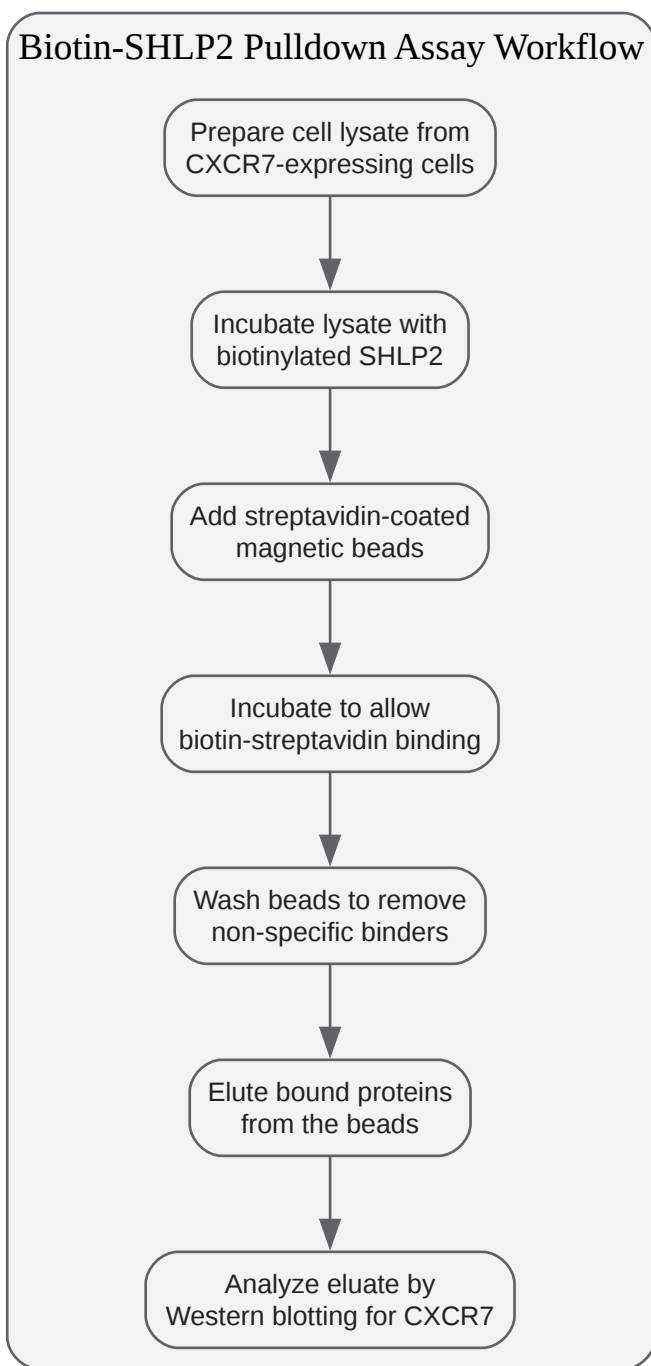 Biotin-SHLP2 Pulldown Assay Workflow
Prepare cell lysate from
CXCR7-expressing cells
Incubate lysate with
biotinylated SHLP2
Add streptavidin-coated
magnetic beads
Incubate to allow
biotin-streptavidin binding
Wash beads to remove
non-specific binders
Elute bound proteins
from the beads
Analyze eluate by
Western blotting for CXCR7